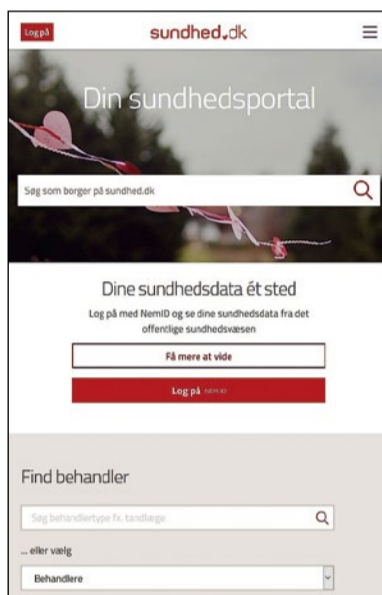 Log på
sundhed.dk
Din sundhedsportal
Søg som borger på sundhed.dk
Dine sundhedsdata ét sted
Log på med NemID og se dine sundhedsdata fra det
offentlige sundhedsvæsen
Få mere at vide
Log på NEM ID
Find behandler
Søg behandlertype fx. tandlæge
... eller vælg
Behandlere